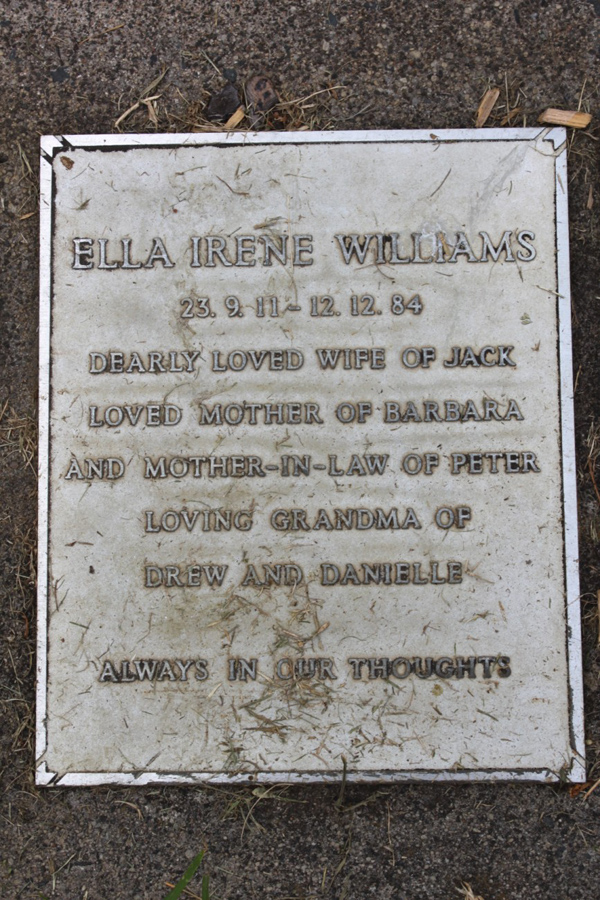 ELLA IRENE WILLIAMS
23. 9. 11 - 12. 12. 84
DEARLY LOVED WIFE OF JACK
LOVED MOTHER OF BARBARA
AND MOTHER-IN-LAW OF PETER
LOVING GRANDMA OF
DREW AND DANIELLE
ALWAYS IN OUR THOUGHTS